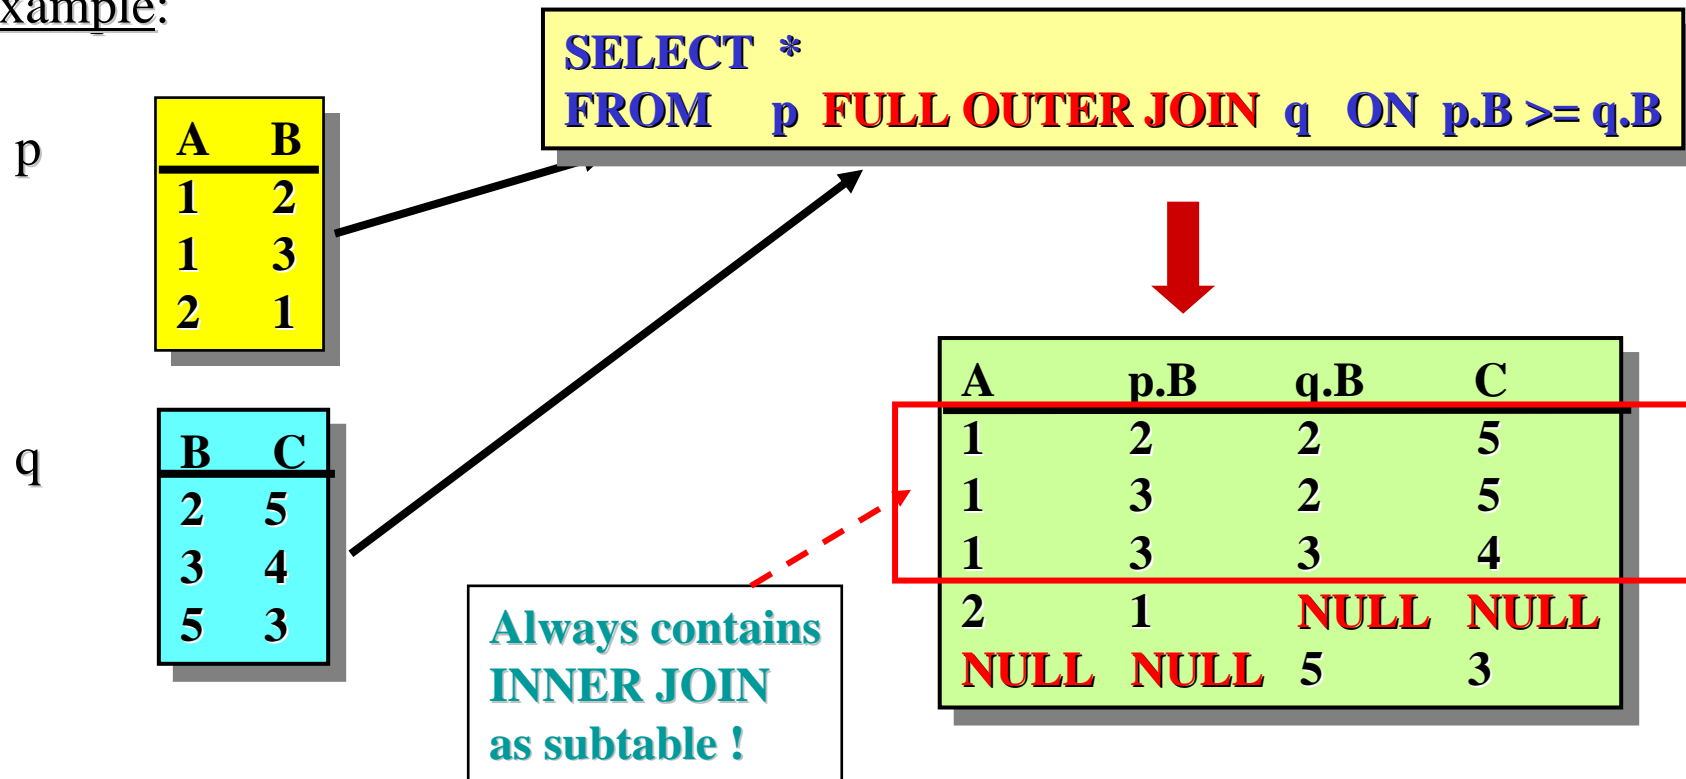 xample:
SELECT *
FROM p FULL OUTER JOIN q ON p.B >= q.B
p
A B
1 2
1 3
2 1
q
B C
2 5
3 4
5 3
A p.B q.B C
1 2 2 5
1 3 2 5
1 3 3 4
2 1 NULL NULL
NULL NULL 5 3
Always contains
INNER JOIN
as subtable !